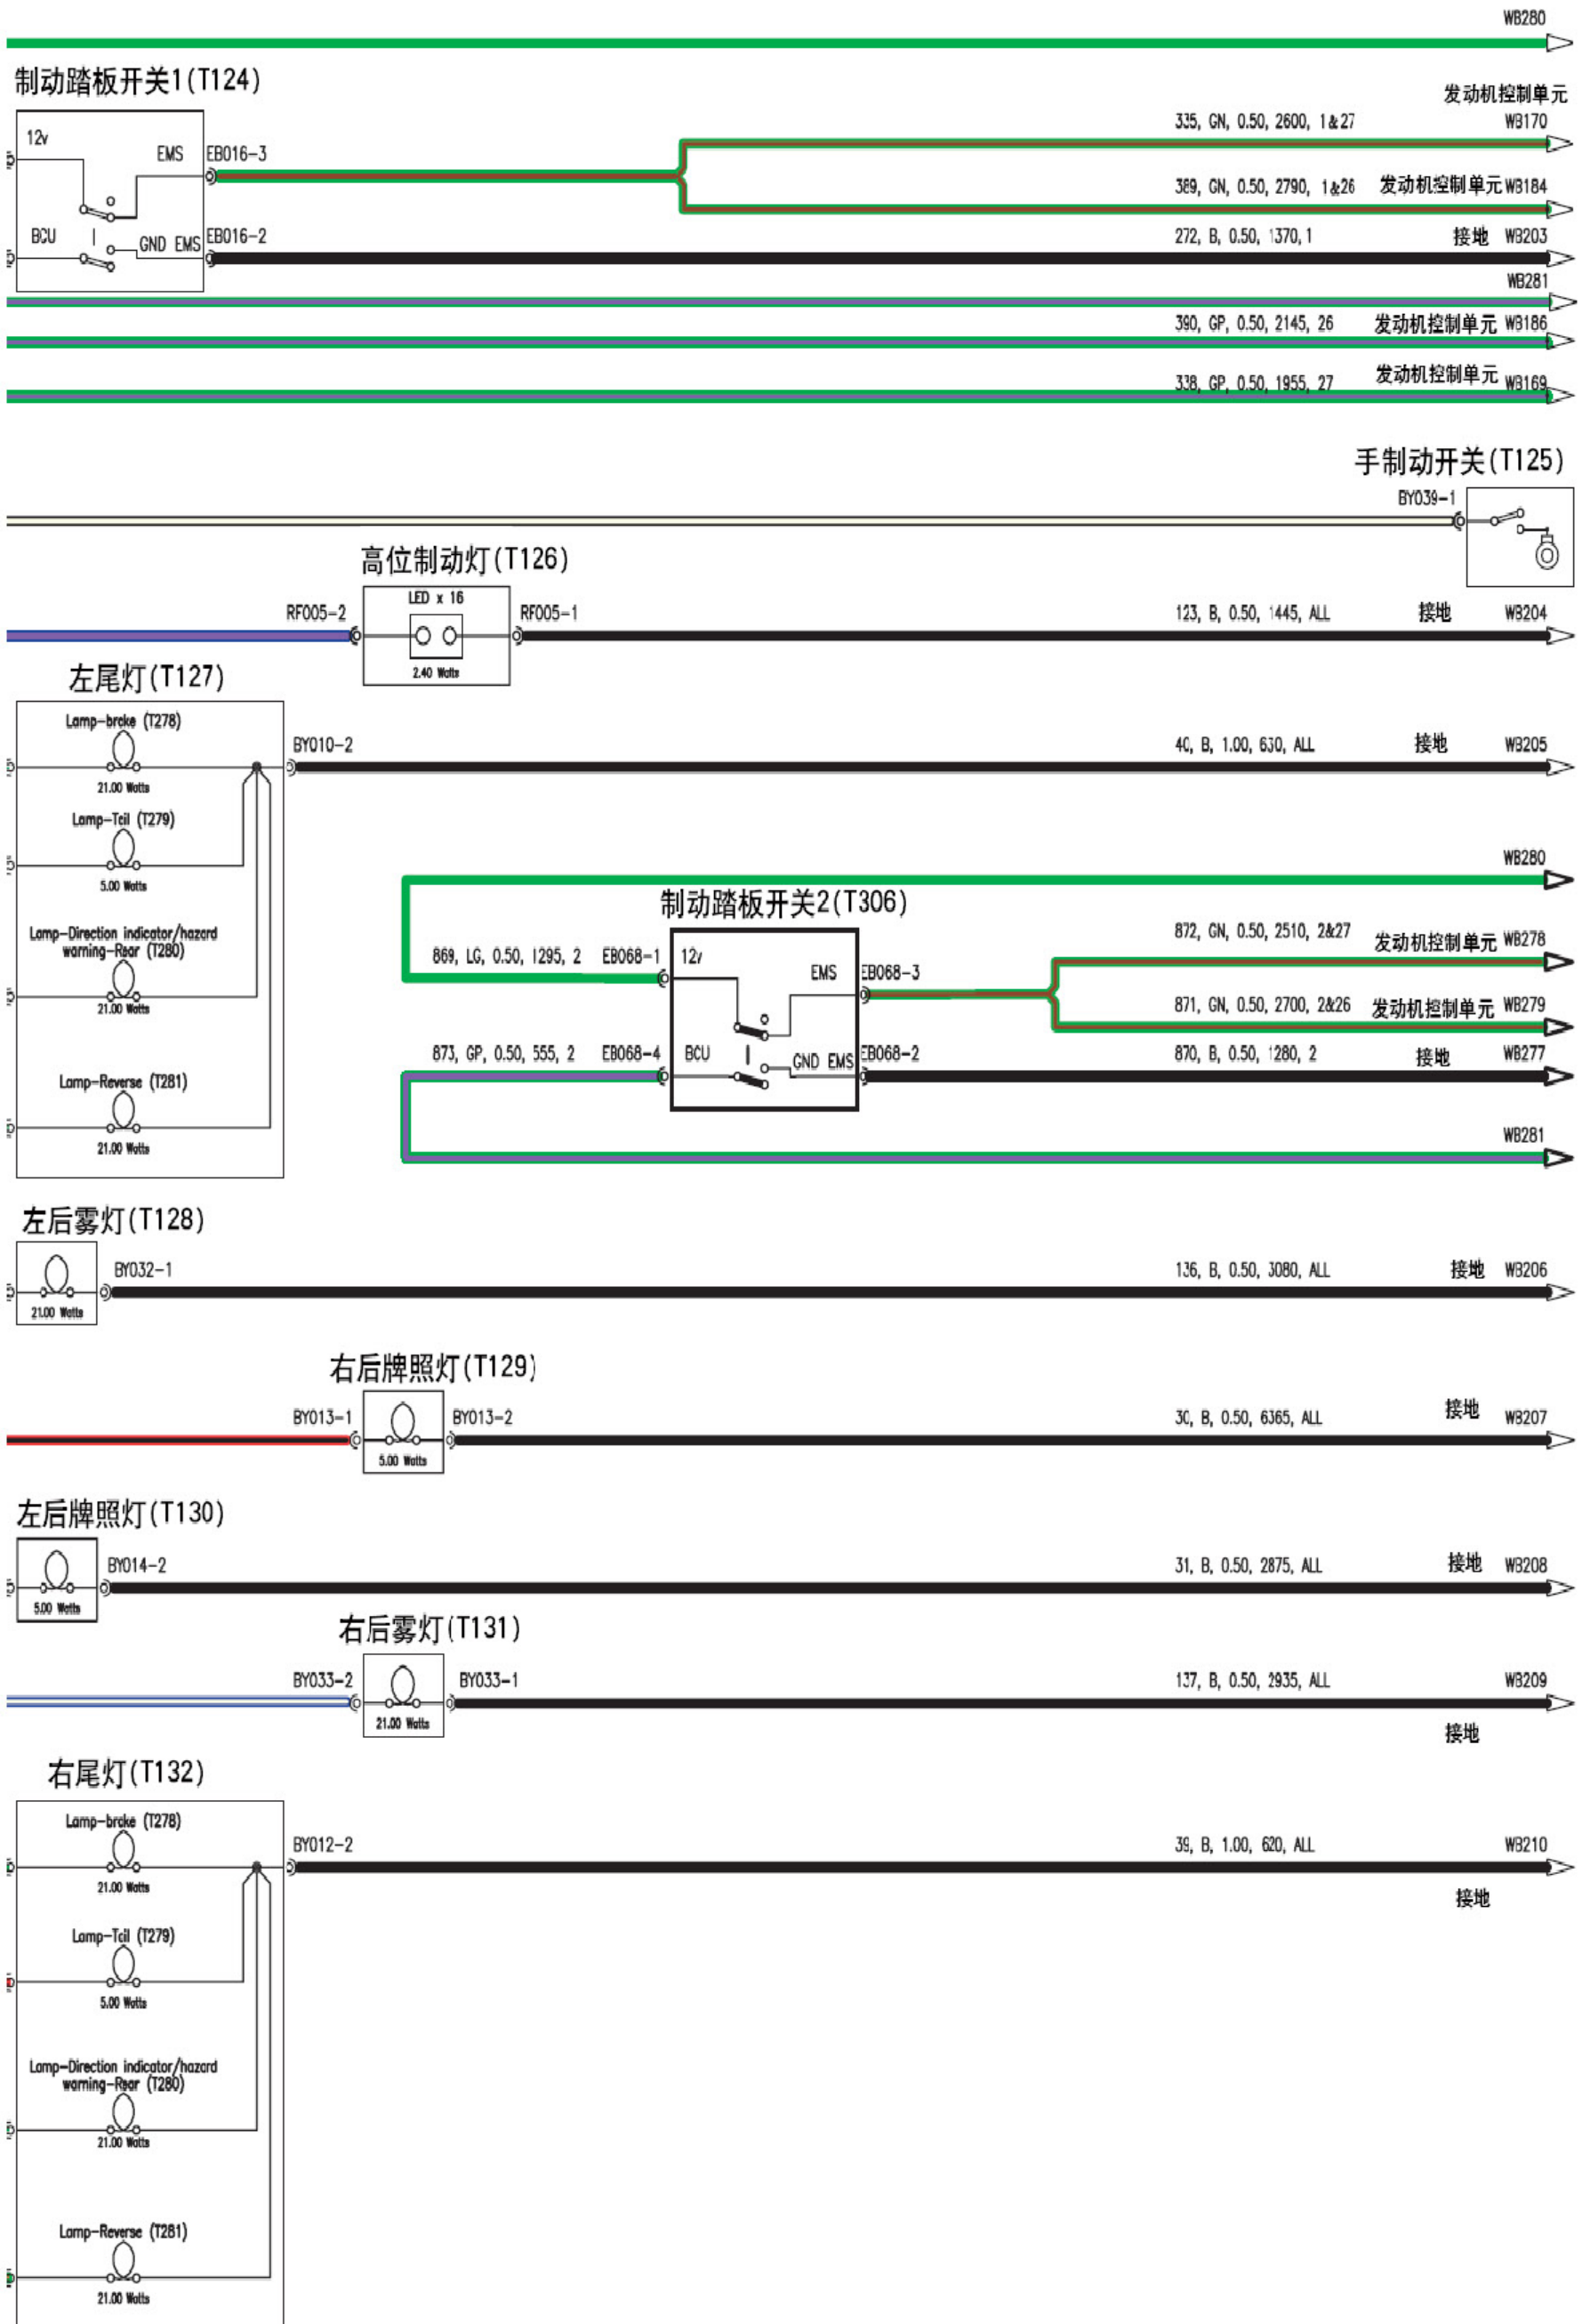 WB280
制动踏板开关1(T124)
发动机控制单元
12v
EMS
EB016-3
335, GN, 0.50, 2600, 1&27
WB170
389, GN, 0.50, 2790, 1&26
发动机控制单元 WB184
BCU
GND EMS
EB016-2
272, B, 0.50, 1370, 1
接地 WB203
WB281
390, GP, 0.50, 2145, 26
发动机控制单元 WB186
338, GP, 0.50, 1955, 27
发动机控制单元 WB169
手制动开关(T125)
BY039-1
高位制动灯(T126)
LED x 16
RF005-2
RF005-1
123, B, 0.50, 1445, ALL
接地 WB204
2.40 Watts
左尾灯(T127)
Lamp-brake (T278)
BY010-2
40, B, 1.00, 630, ALL
接地 WB205
21.00 Watts
Lamp-Tail (T279)
5.00 Watts
WB280
制动踏板开关2(T306)
Lamp-Direction indicator/hazard
warning-Rear (T280)
21.00 Watts
869, LG, 0.50, 1295, 2
EB068-1
12v
EMS
EB068-3
872, GN, 0.50, 2510, 2&27
发动机控制单元 WB278
871, GN, 0.50, 2700, 2&26
发动机控制单元 WB279
873, GP, 0.50, 555, 2
EB068-4
BCU
GND EMS
EB068-2
870, B, 0.50, 1280, 2
接地 WB277
Lamp-Reverse (T281)
21.00 Watts
WB281
左后雾灯(T128)
BY032-1
136, B, 0.50, 3080, ALL
接地 WB206
21.00 Watts
右后牌照灯(T129)
BY013-1
BY013-2
30, B, 0.50, 6365, ALL
接地 WB207
5.00 Watts
左后牌照灯(T130)
BY014-2
31, B, 0.50, 2875, ALL
接地 WB208
5.00 Watts
右后雾灯(T131)
BY033-2
BY033-1
137, B, 0.50, 2935, ALL
WB209
21.00 Watts
接地
右尾灯(T132)
Lamp-brake (T278)
BY012-2
39, B, 1.00, 620, ALL
WB210
21.00 Watts
接地
Lamp-Tail (T279)
5.00 Watts
Lamp-Direction indicator/hazard
warning-Rear (T280)
21.00 Watts
Lamp-Reverse (T281)
21.00 Watts